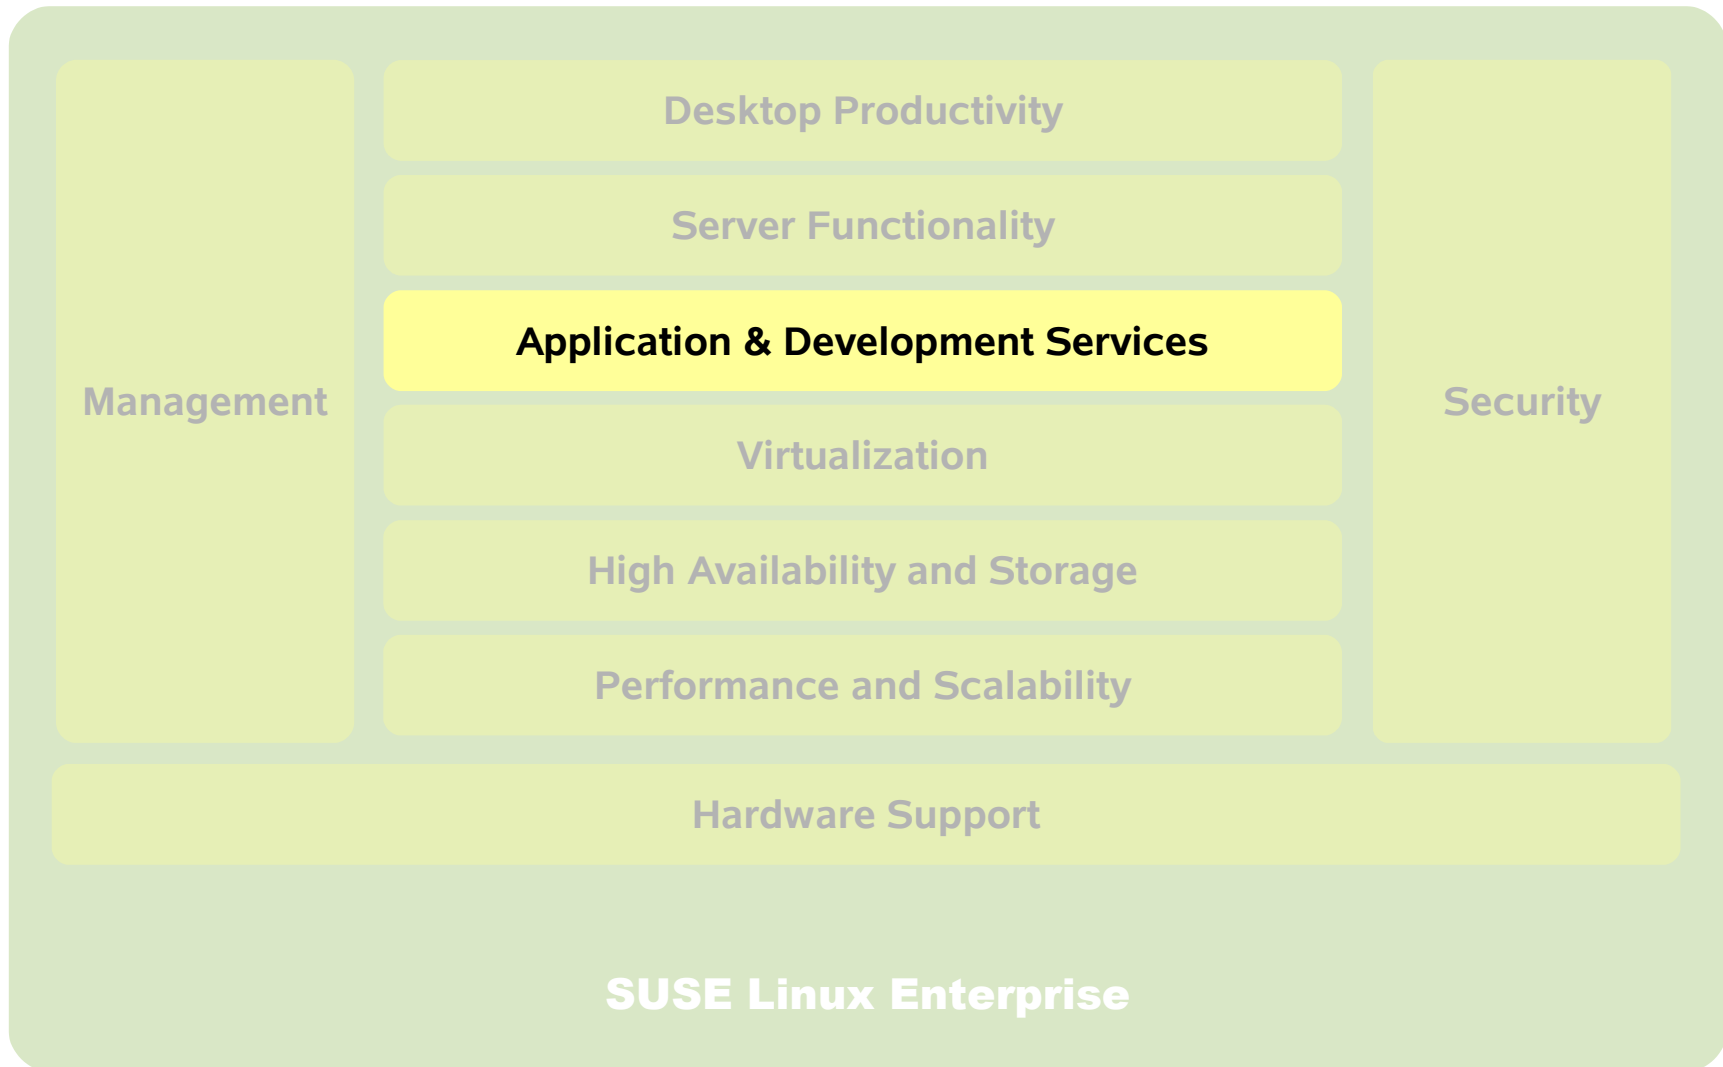 Desktop Productivity
Server Functionality
Application & Development Services
Management
Security
Virtualization
High Availability and Storage
Performance and Scalability
Hardware Support
SUSE Linux Enterprise